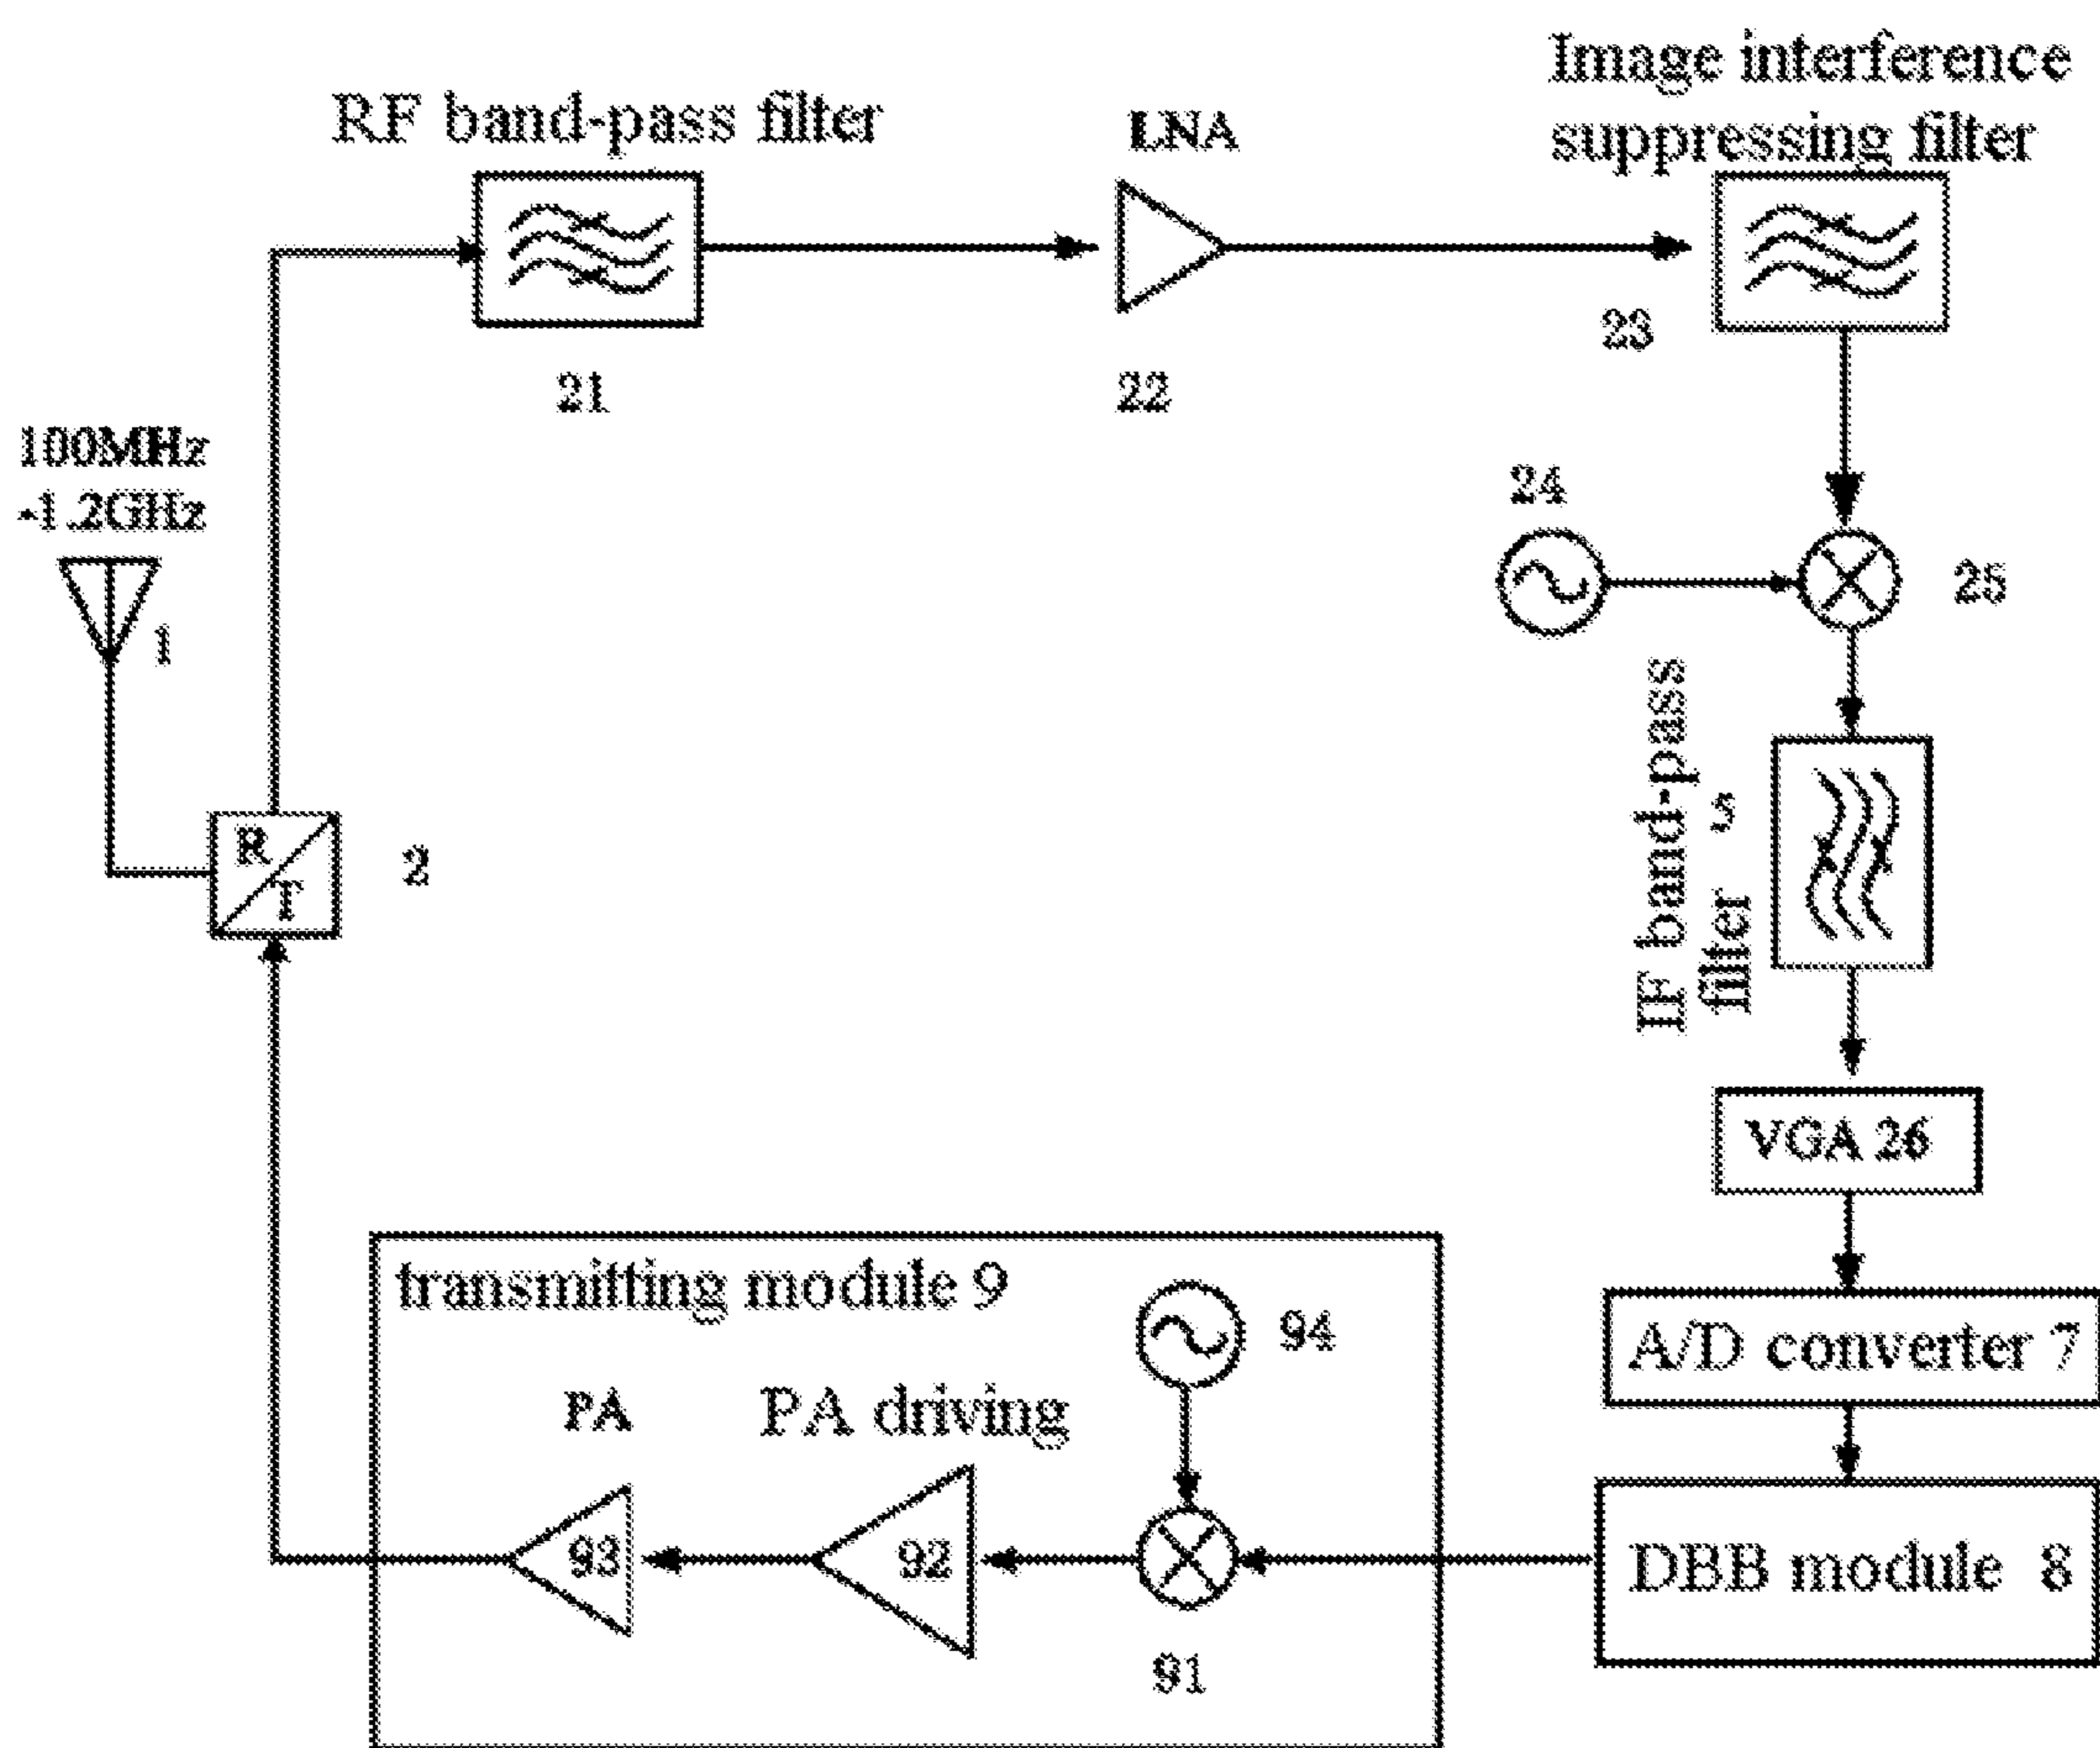 Image interference
suppressing filter
RF band-pass filter
LNA
21
22
23
100MHz
-1.2GHz
1
24
25
R
T
2
IF band-pass
filter
5
VGA 26
A/D converter 7
DBB module 8
transmitting module 9
94
PA
PA driving
93
92
91